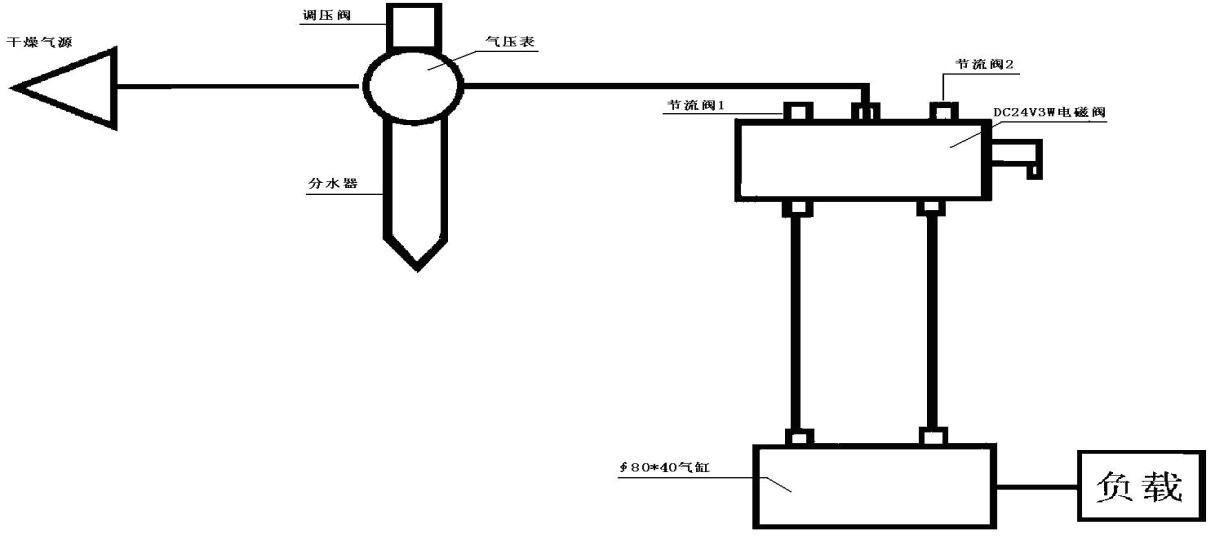 调压阀
干燥气源
气压表
节流阀2
节流阀1
DC24V3W电磁阀
分水器
∮80*40气缸
负载